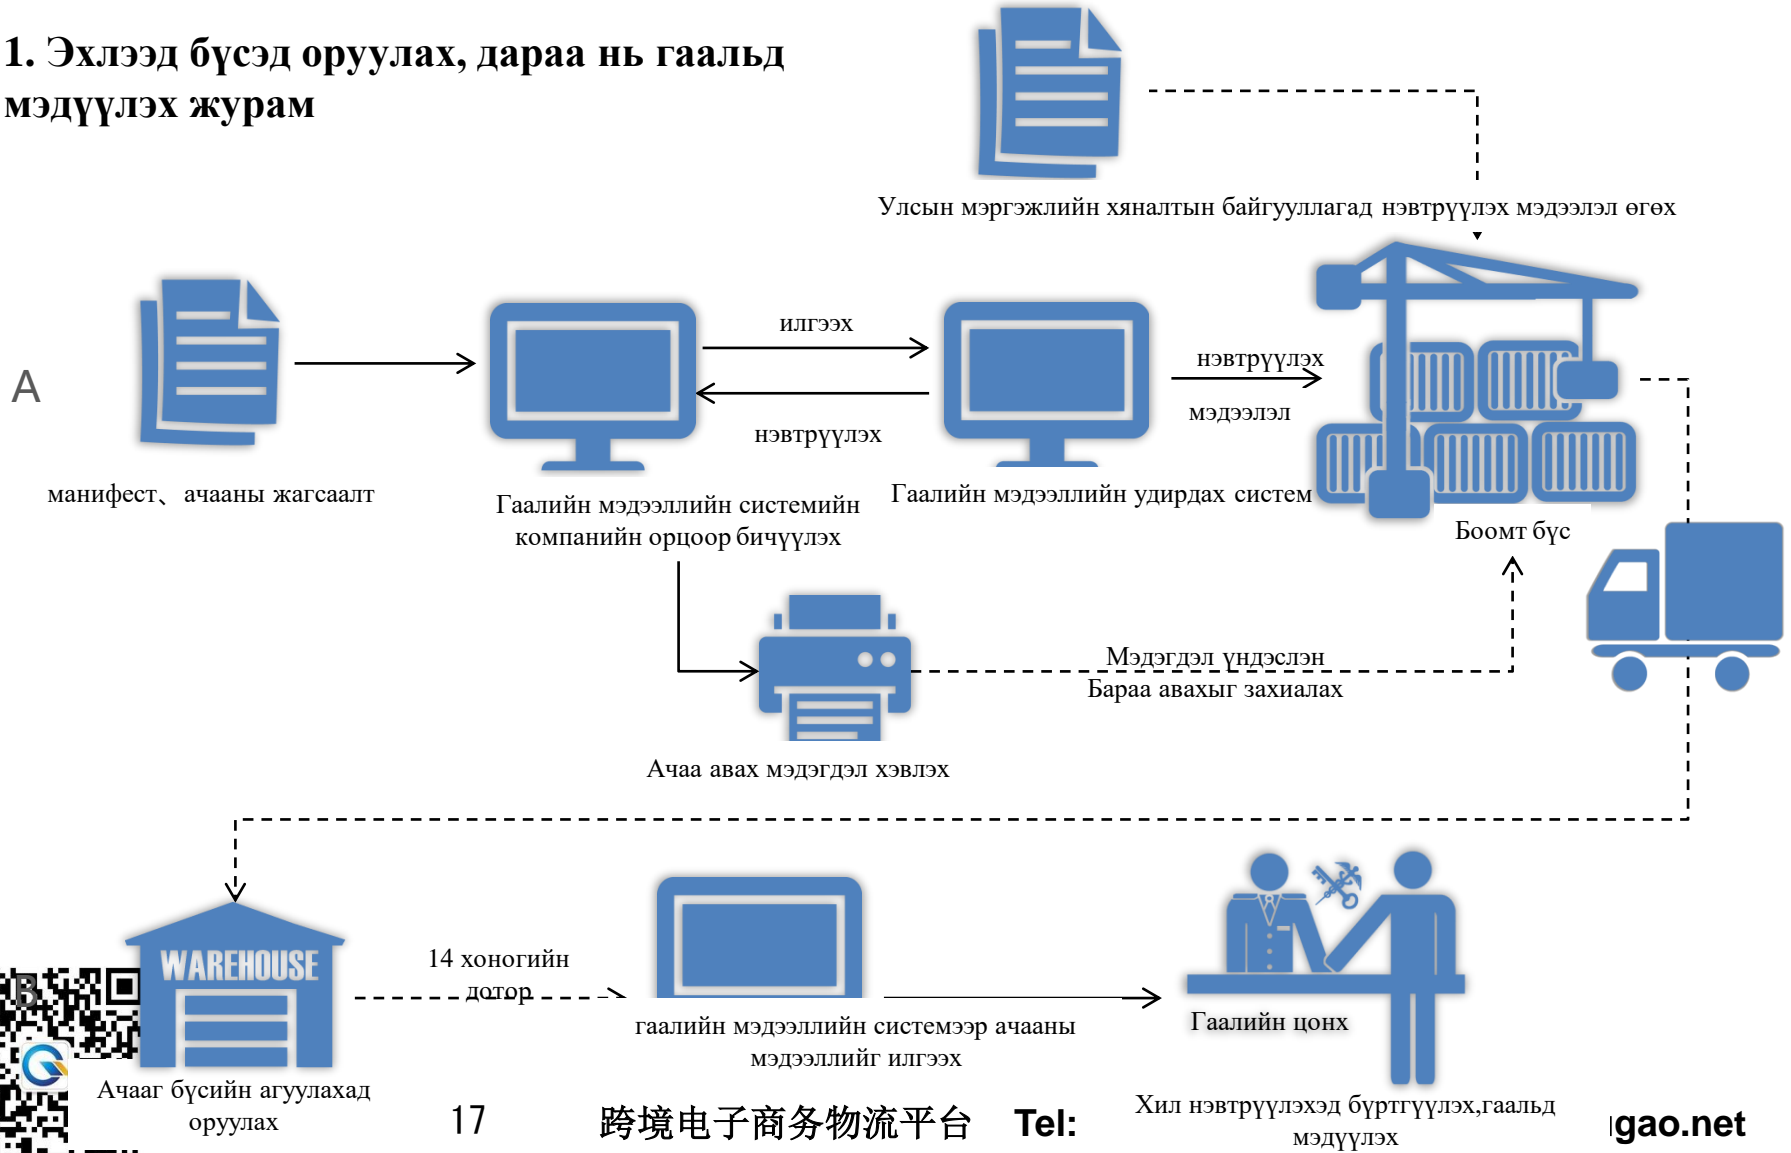 1. Эхлээд бүсэд оруулах, дараа нь гаальд
мэдүүлэх журам
Улсын мэргэжлийн хяналтын байгууллагад нэвтрүүлэх мэдээлэл өгөх
A
илгээх
нэвтрүүлэх
нэвтрүүлэх
мэдээлэл
манифест、ачааны жагсаалт
Гаалийн мэдээллийн системийн
компанийн орцоор бичүүлэх
Гаалийн мэдээллийн удирдах систем
Боомт бүс
Мэдэгдэл үндэслэн
Бараа авахыг захиалах
Ачаа авах мэдэгдэл хэвлэх
B
WAREHOUSE
14 хоногийн
дотор
гаалийн мэдээллийн системээр ачааны
мэдээллийг илгээх
Гаалийн цонх
Ачааг бүсийн агуулахад
оруулах
Хил нэвтрүүлэхэд бүртгүүлэх,гаальд
мэдүүлэх
17
跨境电子商务物流平台
Tel:
gao.net